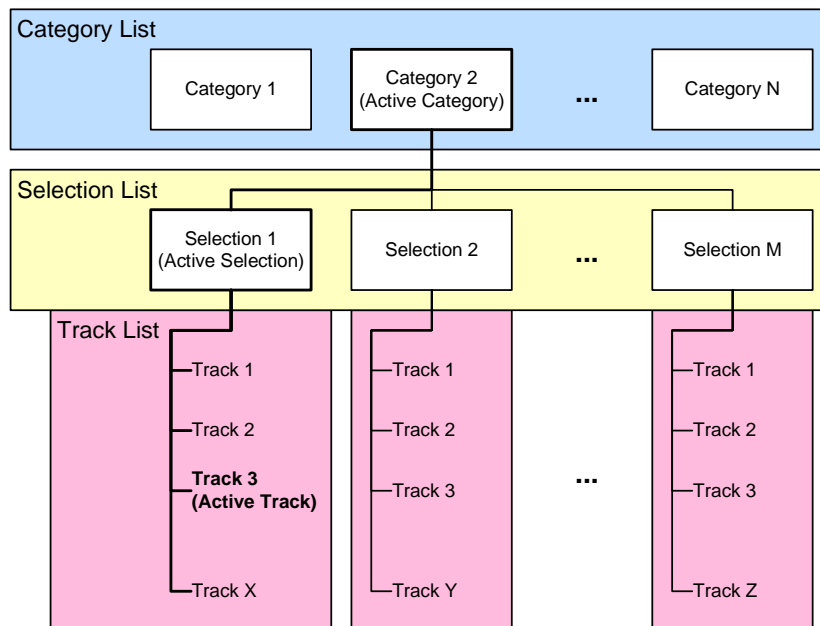 Category List
Category 1
Category 2
(Active Category)
...
Category N
Selection List
Selection 1
(Active Selection)
Selection 2
...
Selection M
Track List
Track 1
Track 2
Track 3
(Active Track)
Track X
Track 1
Track 2
Track 3
Track Y
...
Track 1
Track 2
Track 3
Track Z